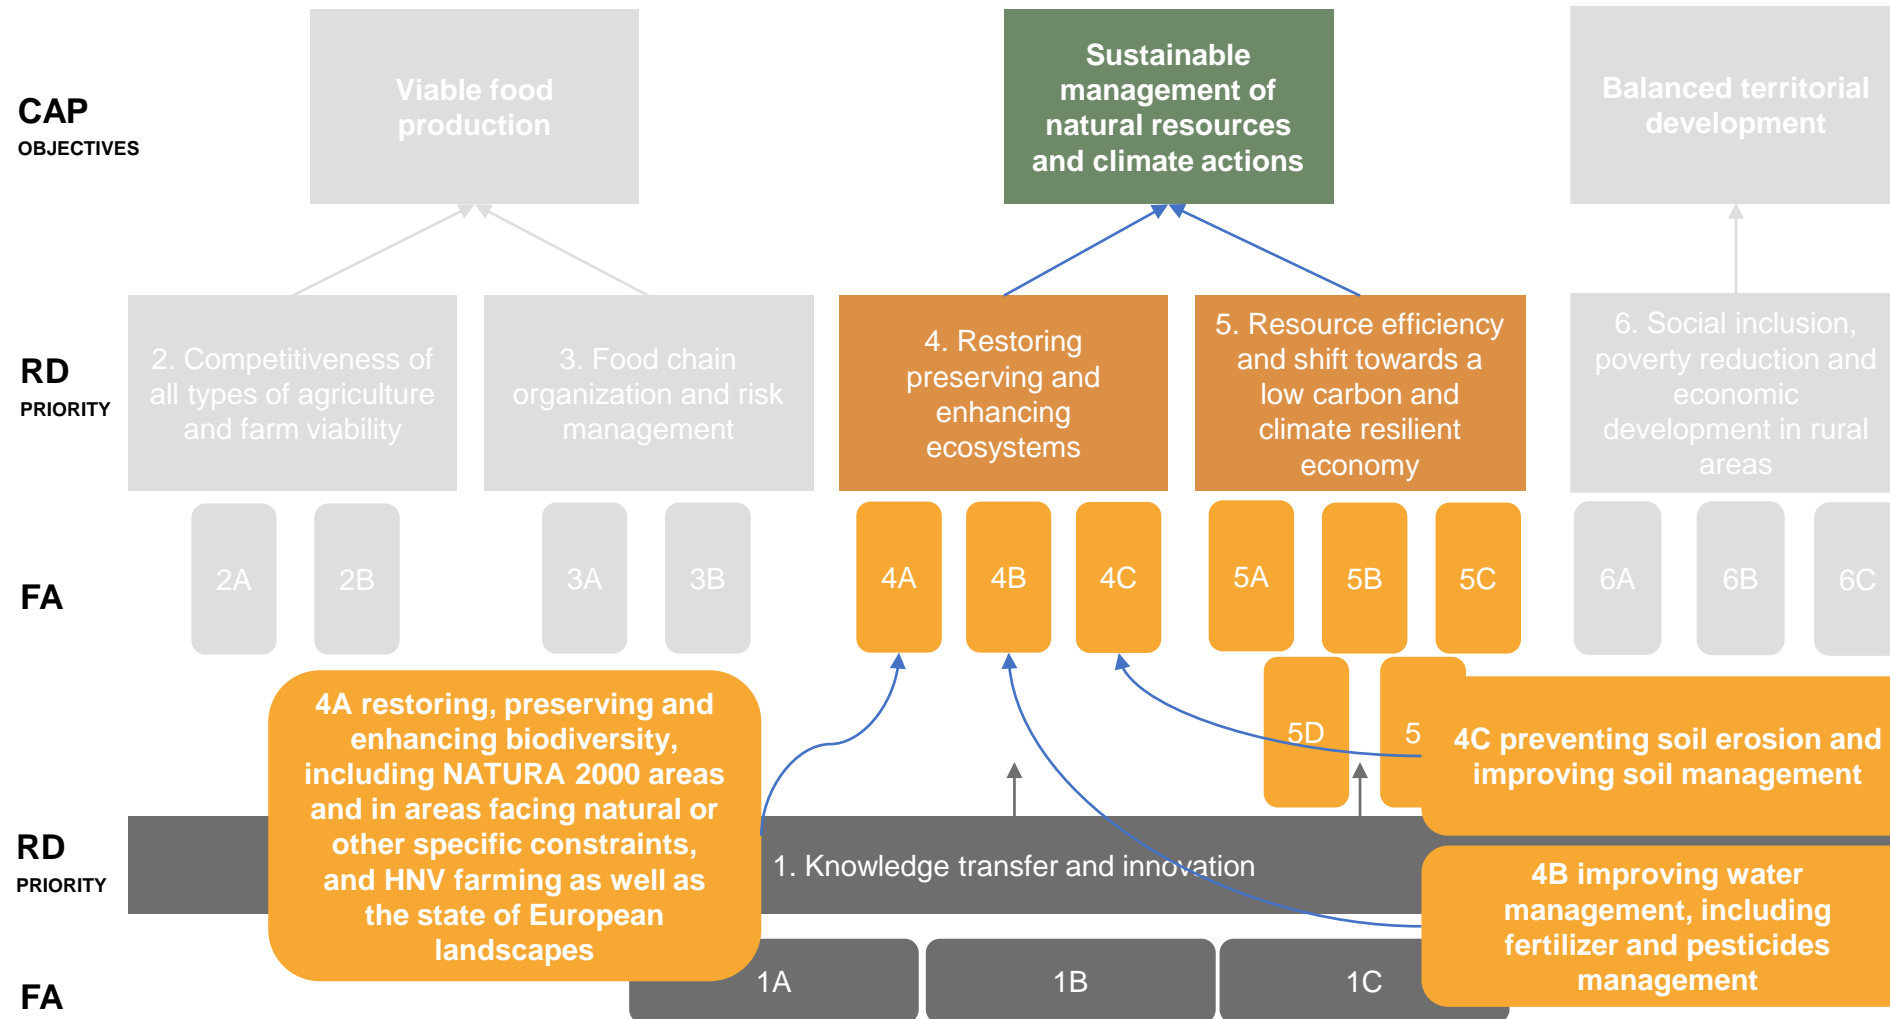 CAP
OBJECTIVES
Viable food
production
Sustainable
management of
natural resources
and climate actions
Balanced territorial
development
RD
PRIORITY
2. Competitiveness of
all types of agriculture
and farm viability
3. Food chain
organization and risk
management
4. Restoring
preserving and
enhancing
ecosystems
5. Resource efficiency
and shift towards a
low carbon and
climate resilient
economy
6. Social inclusion,
poverty reduction and
economic
development in rural
areas
FA
2A
2B
3A
3B
4A
4B
4C
5A
5B
5C
6A
6B
6C
5D
5
4A restoring, preserving and
enhancing biodiversity,
including NATURA 2000 areas
and in areas facing natural or
other specific constraints,
and HNV farming as well as
the state of European
landscapes
4C preventing soil erosion and
improving soil management
RD
PRIORITY
1. Knowledge transfer and innovation
4B improving water
management, including
fertilizer and pesticides
management
FA
1A
1B
1C